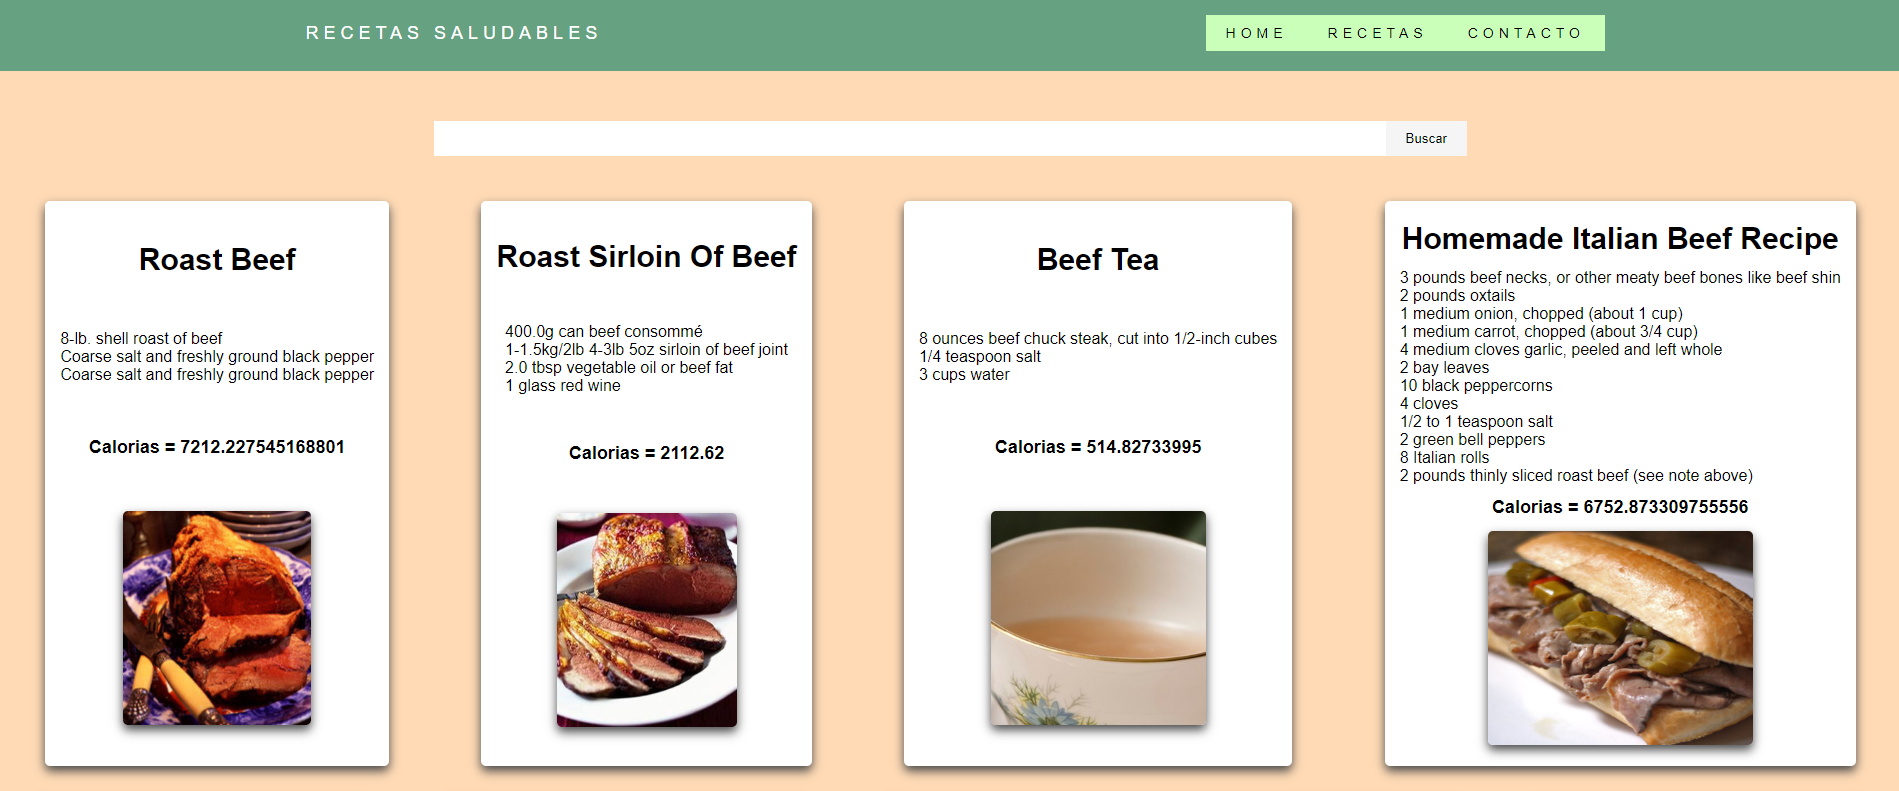 RECETAS SALUDABLES
HOME RECETAS CONTACTO
Buscar
Roast Beef
8-lb. shell roast of beef
Coarse salt and freshly ground black pepper
Coarse salt and freshly ground black pepper
Calorias = 7212.227545168801
Roast Sirloin Of Beef
400.0g can beef consommé
1-1.5kg/2lb 4-3lb 5oz sirloin of beef joint
2.0 tbsp vegetable oil or beef fat
1 glass red wine
Calorias = 2112.62
Beef Tea
8 ounces beef chuck steak, cut into 1/2-inch cubes
1/4 teaspoon salt
3 cups water
Calorias = 514.82733995
Homemade Italian Beef Recipe
3 pounds beef necks, or other meaty beef bones like beef shin
2 pounds oxtails
1 medium onion, chopped (about 1 cup)
1 medium carrot, chopped (about 3/4 cup)
4 medium cloves garlic, peeled and left whole
2 bay leaves
10 black peppercorns
4 cloves
1/2 to 1 teaspoon salt
2 green bell peppers
8 Italian rolls
2 pounds thinly sliced roast beef (see note above)
Calorias = 6752.873309755556